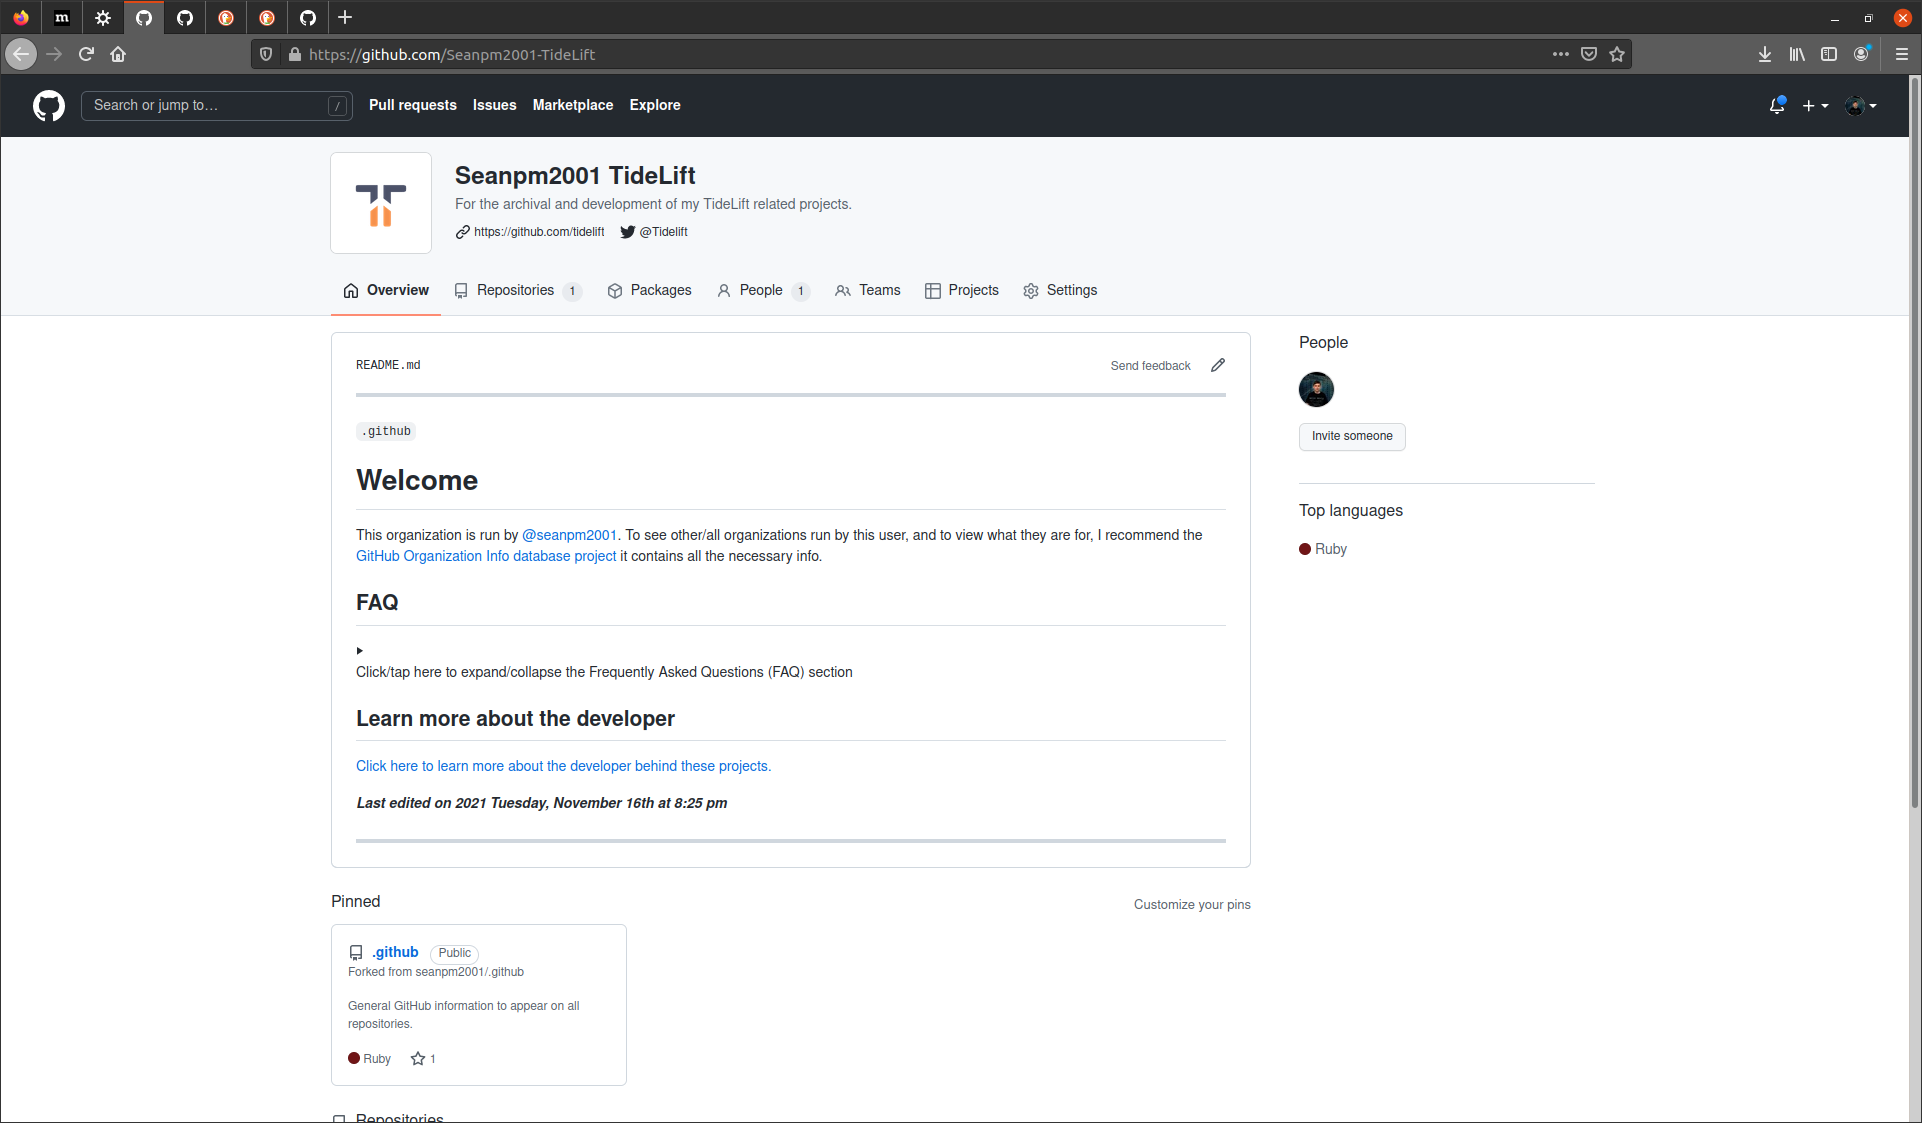 m
https://github.com/Seanpm2001-TideLift
Search or jump to… /
Pull requests Issues Marketplace Explore
Seanpm2001 TideLift
For the archival and development of my TideLift related projects.
https://github.com/tidelift @Tidelift
Overview Repositories 1 Packages People 1 Teams Projects Settings
README.md Send feedback
.github
Welcome
This organization is run by @seanpm2001. To see other/all organizations run by this user, and to view what they are for, I recommend the
GitHub Organization Info database project it contains all the necessary info.
FAQ
Click/tap here to expand/collapse the Frequently Asked Questions (FAQ) section
Learn more about the developer
Click here to learn more about the developer behind these projects.
Last edited on 2021 Tuesday, November 16th at 8:25 pm
People
Invite someone
Top languages
Ruby
Pinned Customize your pins
.github Public
Forked from seanpm2001/.github
General GitHub information to appear on all
repositories.
Ruby 1
Repositories